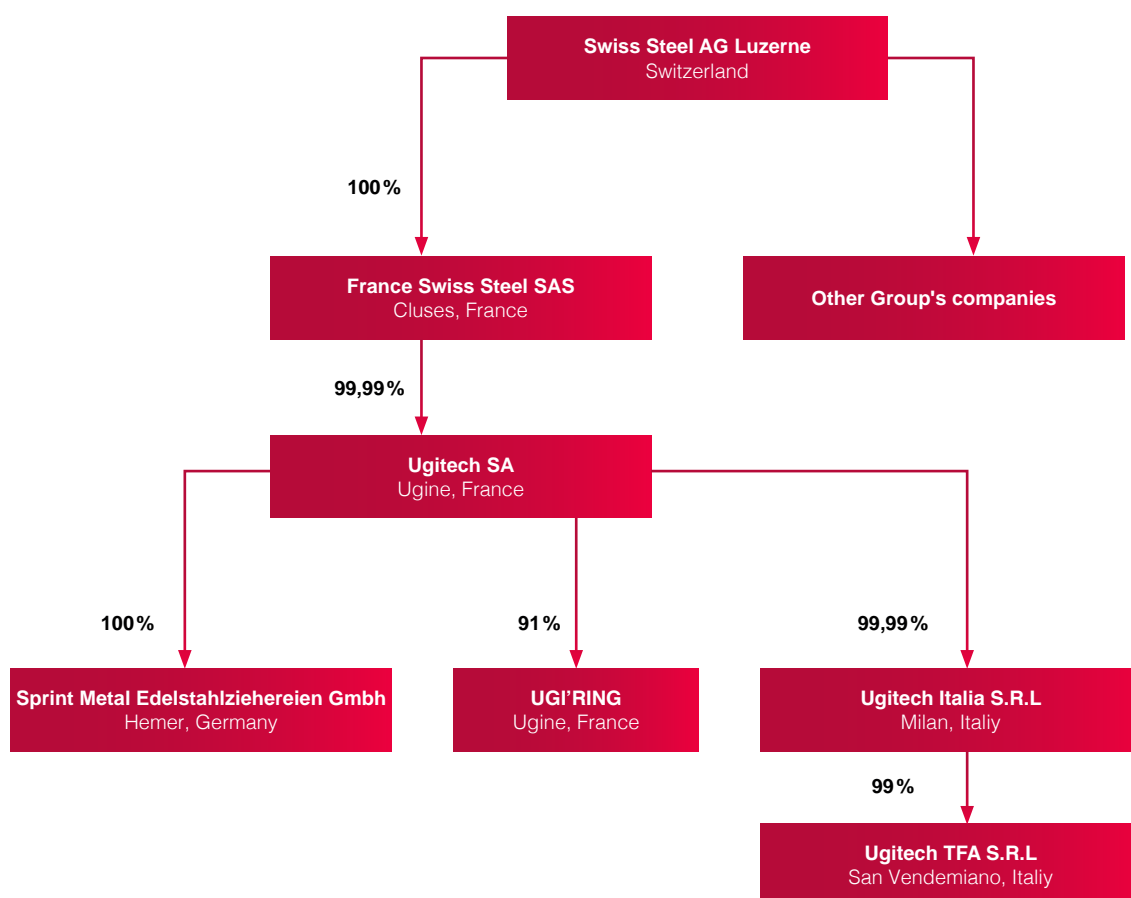 Swiss Steel AG Luzerne
Switzerland
100%
France Swiss Steel SAS
Cluses, France
Other Group's companies
99,99%
Ugitech SA
Ugine, France
100%
91%
99,99%
Sprint Metal Edelstahlziehereien Gmbh
Hemer, Germany
UGI’RING
Ugine, France
Ugitech Italia S.R.L
Milan, Italiy
99%
Ugitech TFA S.R.L
San Vendemiano, Italiy